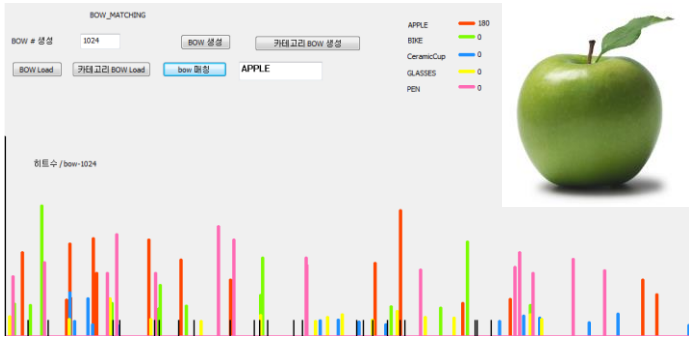 BOW_MATCHING
BOW # 생성 1024 BOW 생성 카테고리 BOW 생성
BOW Load 카테고리 BOW Load bow 매칭 APPLE
APPLE 180
BIKE 0
CeramicCup 0
GLASSES 0
PEN 0
히트수 / bow-1024